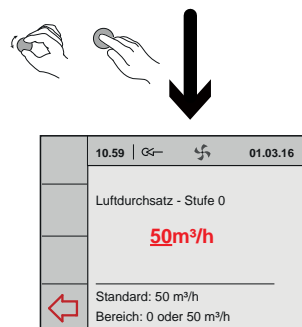 10.59 01.03.16
Luftdurchsatz - Stufe 0
50m³/h
Standard: 50 m³/h
Bereich: 0 oder 50 m³/h